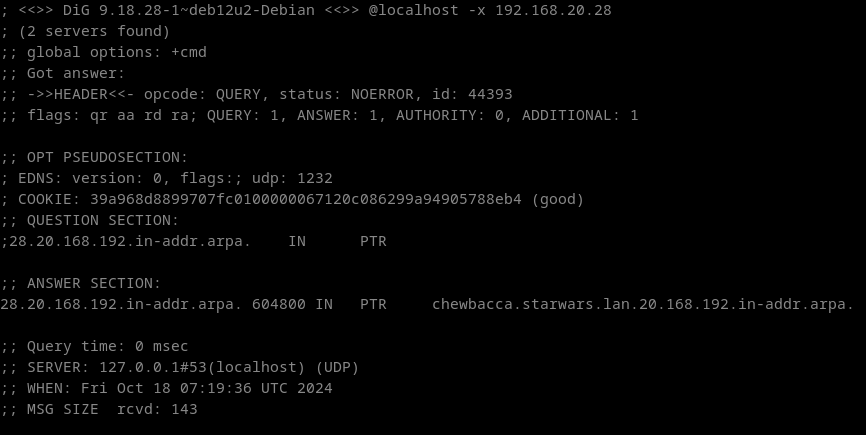 ; <<>> DiG 9.18.28-1~deb12u2-Debian <<>> @localhost -x 192.168.20.28
; (2 servers found)
;; global options: +cmd
;; Got answer:
;; ->>HEADER<<- opcode: QUERY, status: NOERROR, id: 44393
;; flags: qr aa rd ra; QUERY: 1, ANSWER: 1, AUTHORITY: 0, ADDITIONAL: 1

;; OPT PSEUDOSECTION:
; EDNS: version: 0, flags:; udp: 1232
; COOKIE: 39a968d8899707fc0100000067120c086299a94905788eb4 (good)
;; QUESTION SECTION:
;28.20.168.192.in-addr.arpa.    IN      PTR

;; ANSWER SECTION:
28.20.168.192.in-addr.arpa. 604800 IN   PTR     chewbacca.starwars.lan.20.168.192.in-addr.arpa.

;; Query time: 0 msec
;; SERVER: 127.0.0.1#53(localhost) (UDP)
;; WHEN: Fri Oct 18 07:19:36 UTC 2024
;; MSG SIZE  rcvd: 143